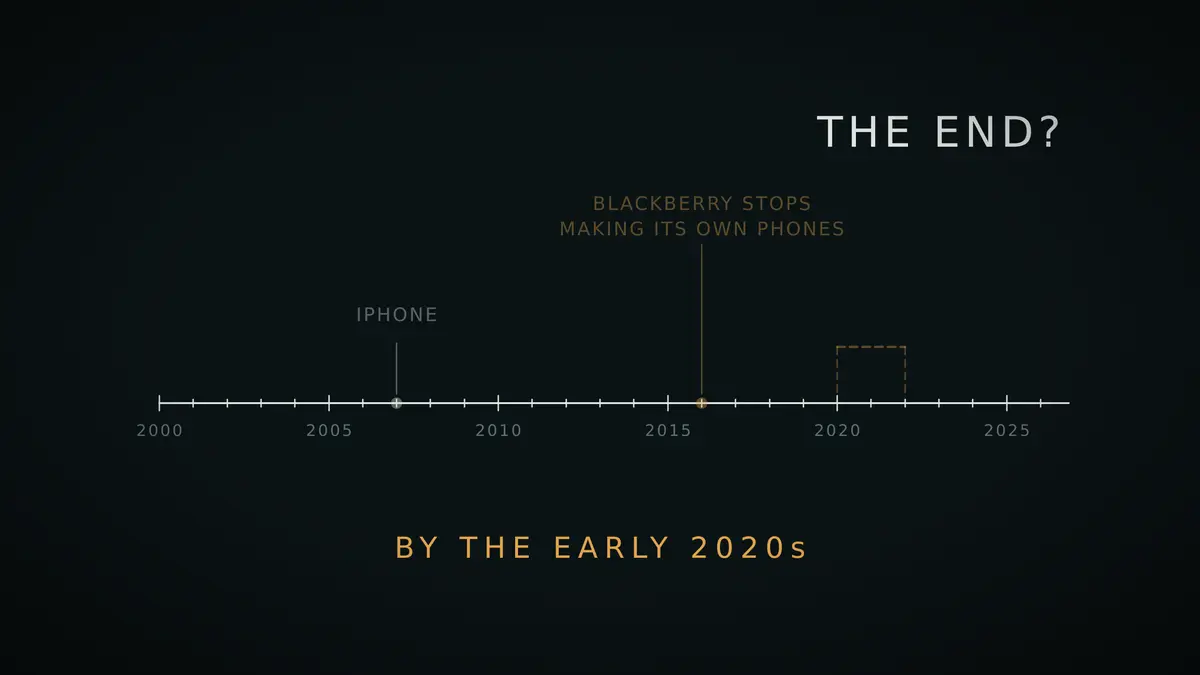 THE END?
BLACKBERRY STOPS
MAKING ITS OWN PHONES
IPHONE
2000 2005 2010 2015 2020 2025
BY THE EARLY 2020s